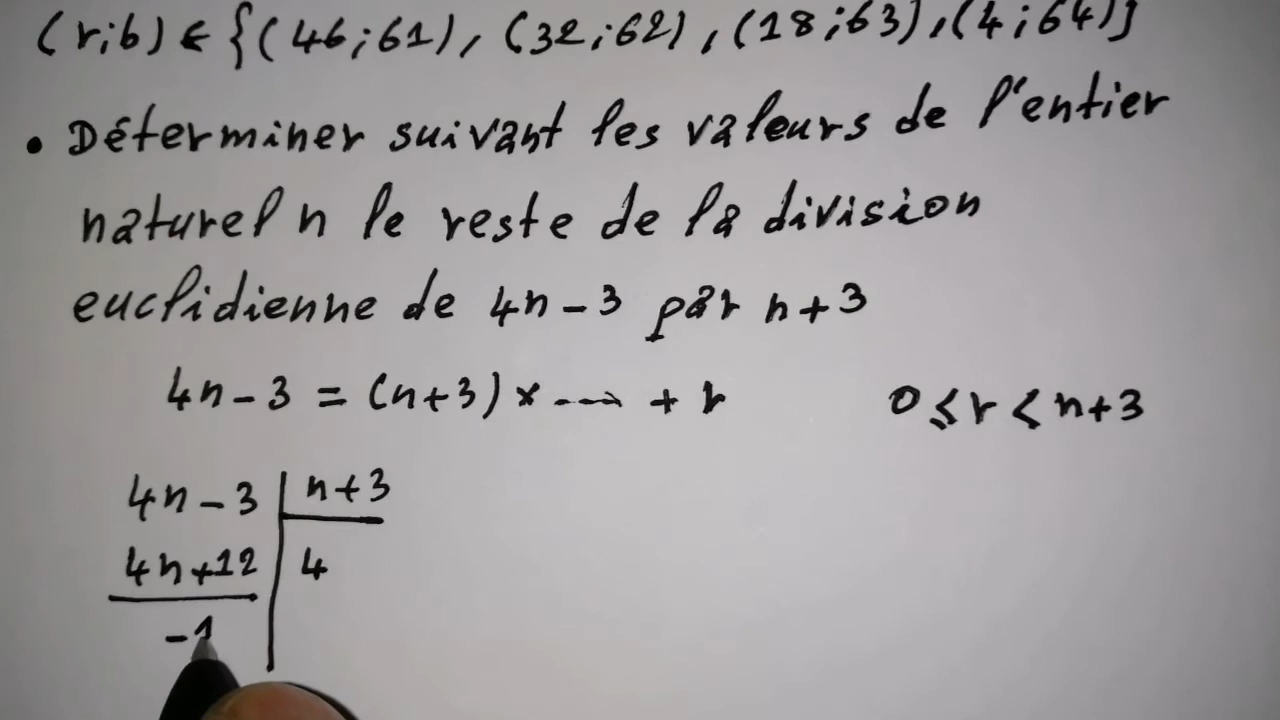 (r;b) ∈ {(46;61), (32;62), (18;63), (4;64)}
• Déterminer suivant les valeurs de l'entier
naturel n le reste de la division
euclidienne de 4n-3 par n+3
4n-3 = (n+3) × ---- + r 0 ≤ r < n+3
4n-3 | n+3
4n+12 | 4
-1